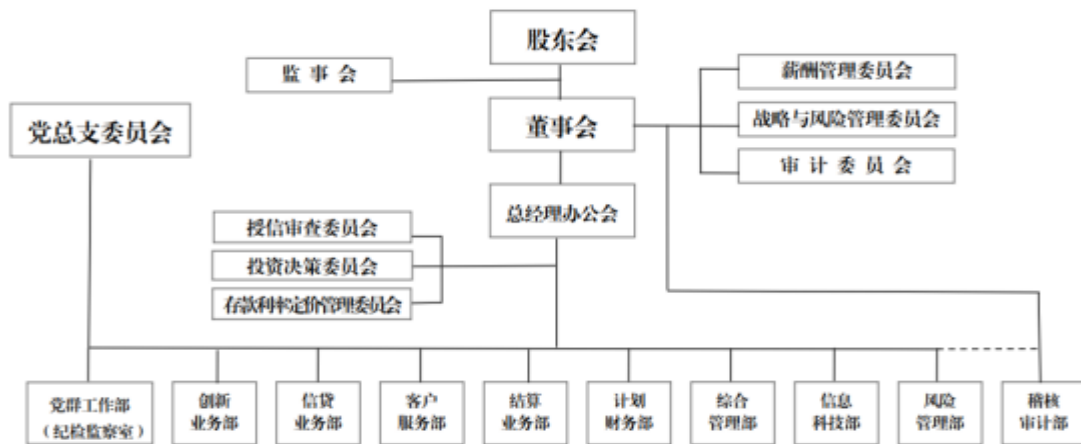 股东会
监 事 会
薪酬管理委员会
党总支委员会
董事会
战略与风险管理委员会
审 计 委 员 会
总经理办公会
授信审查委员会
投资决策委员会
存款利率定价管理委员会
党群工作部
（纪检监察室）
创新
业务部
信贷
业务部
客户
服务部
结算
业务部
计划
财务部
综合
管理部
信息
科技部
风险
管理部
稽核
审计部